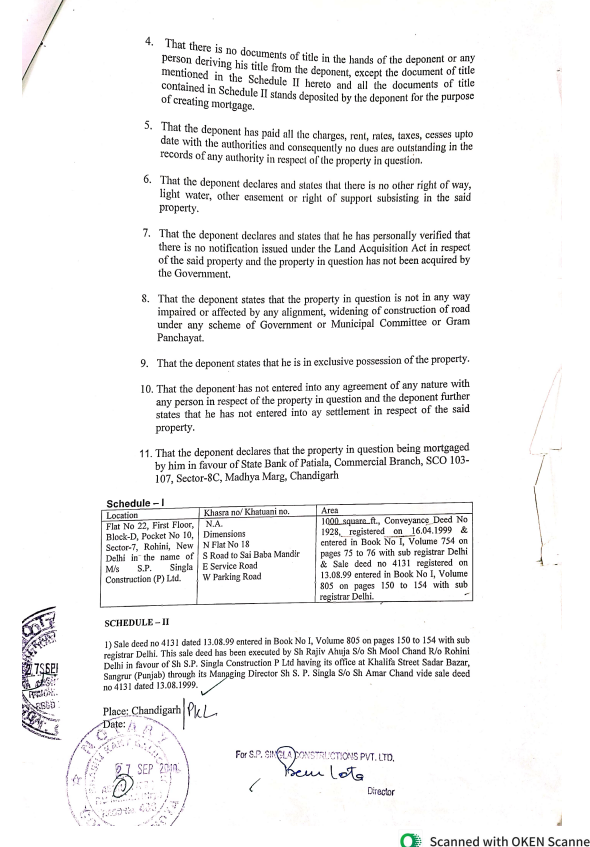 4. That there is no documents of title in the hands of the deponent or any
person deriving his title from the deponent, except the document of title
mentioned in the Schedule II hereto and all the documents of title
contained in Schedule II stands deposited by the deponent for the purpose
of creating mortgage.
5. That the deponent has paid all the charges, rent, rates, taxes, cesses upto
date with the authorities and consequently no dues are outstanding in the
records of any authority in respect of the property in question.
6. That the deponent declares and states that there is no other right of way,
light water, other easement or right of support subsisting in the said
property.
7. That the deponent declares and states that he has personally verified that
there is no notification issued under the Land Acquisition Act in respect
of the said property and the property in question has not been acquired by
the Government.
8. That the deponent states that the property in question is not in any way
impaired or affected by any alignment, widening of construction of road
under any scheme of Government or Municipal Committee or Gram
Panchayat.
9. That the deponent states that he is in exclusive possession of the property.
10. That the deponent has not entered into any agreement of any nature with
any person in respect of the property in question and the deponent further
states that he has not entered into ay settlement in respect of the said
property.
11. That the deponent declares that the property in question being mortgaged
by him in favour of State Bank of Patiala, Commercial Branch, SCO 103-
107, Sector-8C, Madhya Marg, Chandigarh
Schedule – I
Location
Flat No 22, First Floor,
Block-D, Pocket No 10,
Sector-7, Rohini, New
Delhi in the name of
M/s S.P. Singla
Construction (P) Ltd.
Khasra no/ Khatuani no.
N.A.
Dimensions
N Flat No 18
S Road to Sai Baba Mandir
E Service Road
W Parking Road
Area
1000 square ft., Conveyance Deed No
1928, registered on 16.04.1999 &
entered in Book No I, Volume 754 on
pages 75 to 76 with sub registrar Delhi
& Sale deed no 4131 registered on
13.08.99 entered in Book No I, Volume
805 on pages 150 to 154 with sub
registrar Delhi.
SCHEDULE – II
1) Sale deed no 4131 dated 13.08.99 entered in Book No I, Volume 805 on pages 150 to 154 with sub
registrar Delhi. This sale deed has been executed by Sh Rajiv Ahuja S/o Sh Mool Chand R/o Rohini
Delhi in favour of Sh S.P. Singla Construction P Ltd having its office at Khalifa Street Sadar Bazar,
Sangrur (Punjab) through its Managing Director Sh S. P. Singla S/o Sh Amar Chand vide sale deed
no 4131 dated 13.08.1999.
Place: Chandigarh PKL
Date:
NOTARY
27 SEP
For S.P. SINGLA CONSTRUCTIONS PVT. LTD.
Director
Scanned with OKEN Scanne